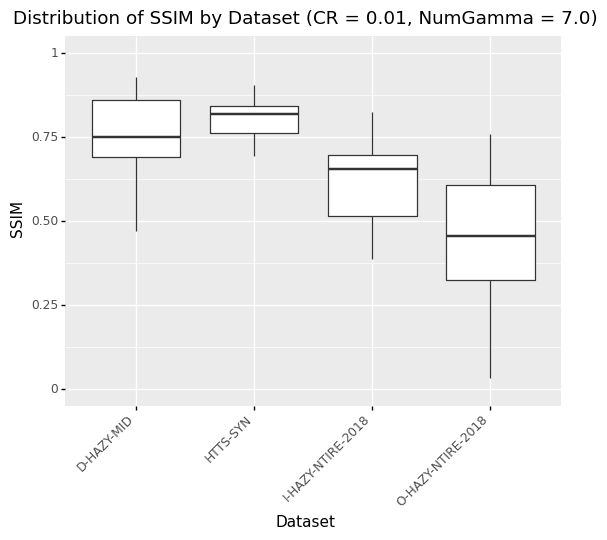 Distribution of SSIM by Dataset (CR = 0.01, NumGamma = 7.0)
1
0.75
0.50
0.25
0
SSIM
D-HAZY-MID
HTTS-SYN
I-HAZY-NTIRE-2018
O-HAZY-NTIRE-2018
Dataset